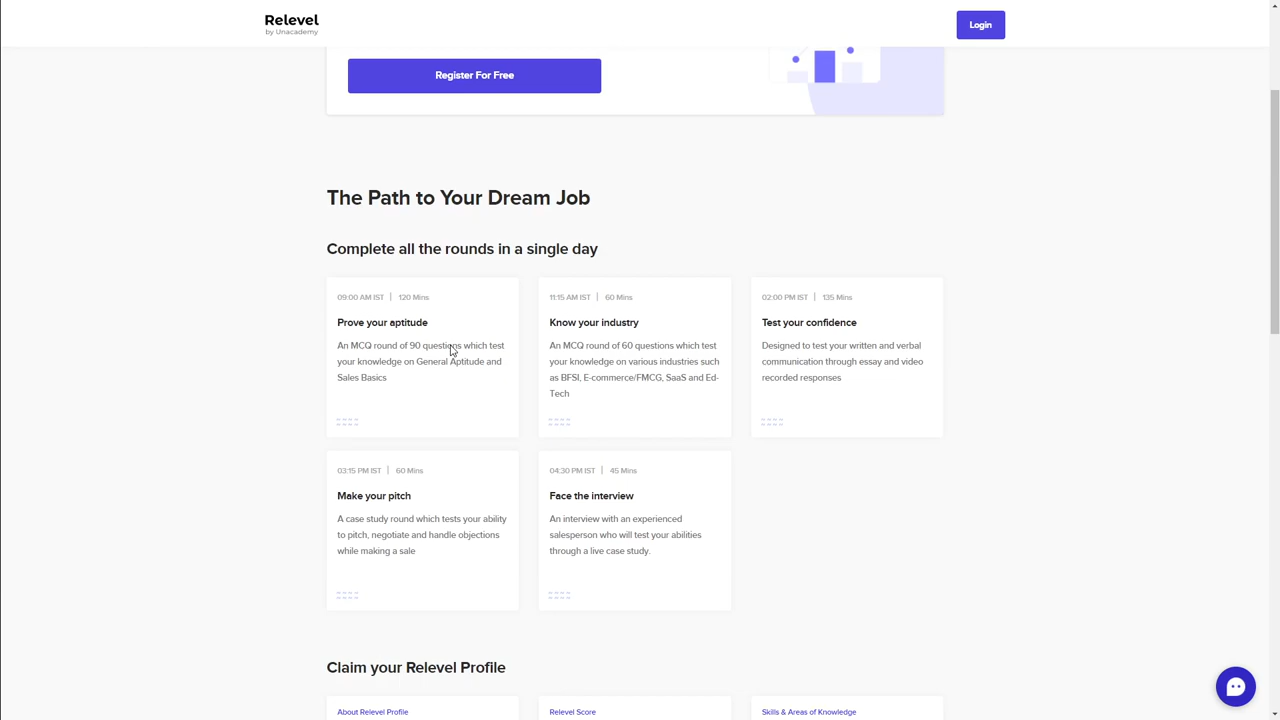 Relevel
by Unacademy
Login
Register For Free
The Path to Your Dream Job
Complete all the rounds in a single day
09:00 AM IST | 120 Mins
Prove your aptitude
An MCQ round of 90 questions which test
your knowledge on General Aptitude and
Sales Basics
11:15 AM IST | 60 Mins
Know your industry
An MCQ round of 60 questions which test
your knowledge on various industries such
as BFSI, E-commerce/FMCG, SaaS and Ed-
Tech
02:00 PM IST | 135 Mins
Test your confidence
Designed to test your written and verbal
communication through essay and video
recorded responses
03:15 PM IST | 60 Mins
Make your pitch
A case study round which tests your ability
to pitch, negotiate and handle objections
while making a sale
04:30 PM IST | 45 Mins
Face the interview
An interview with an experienced
salesperson who will test your abilities
through a live case study.
Claim your Relevel Profile
About Relevel Profile
Relevel Score
Skills & Areas of Knowledge